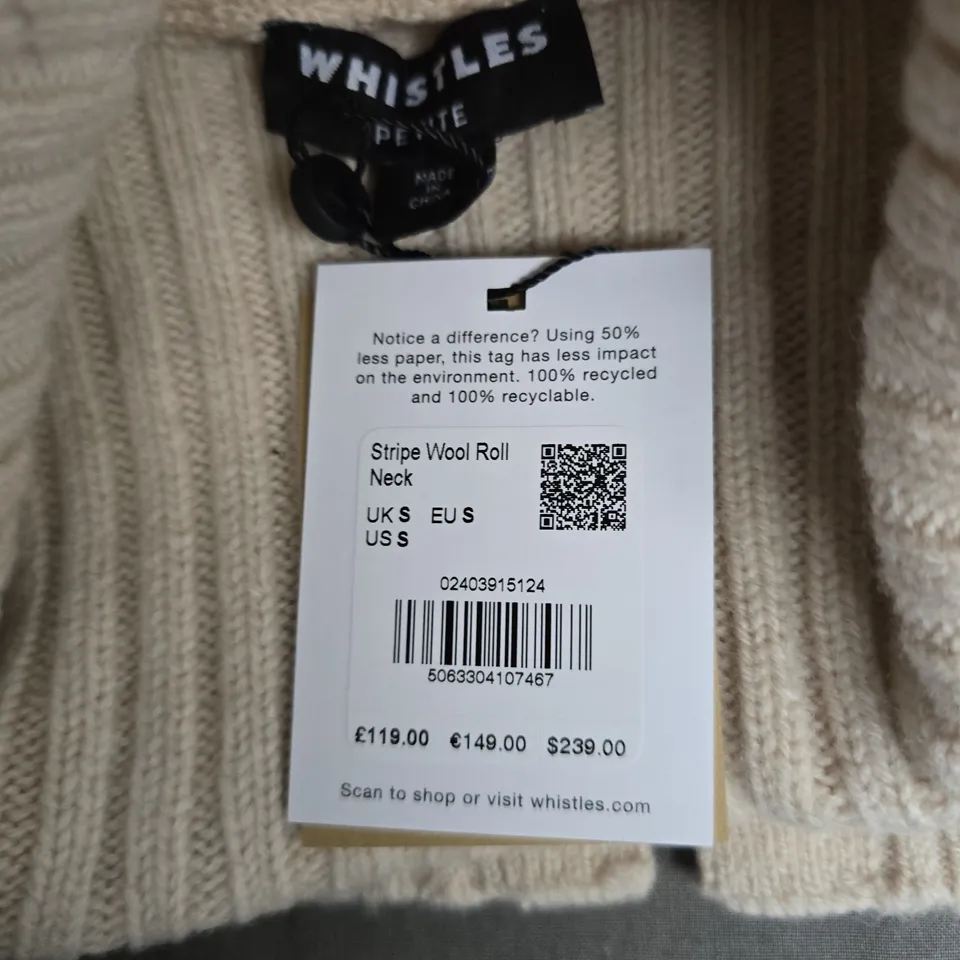 WHISTLES
PETITE
MADE
IN
CHINA
Notice a difference? Using 50%
less paper, this tag has less impact
on the environment. 100% recycled
and 100% recyclable.
Stripe Wool Roll
Neck
UK S EU S
US S
02403915124
5063304107467
£119.00 €149.00 $239.00
Scan to shop or visit whistles.com